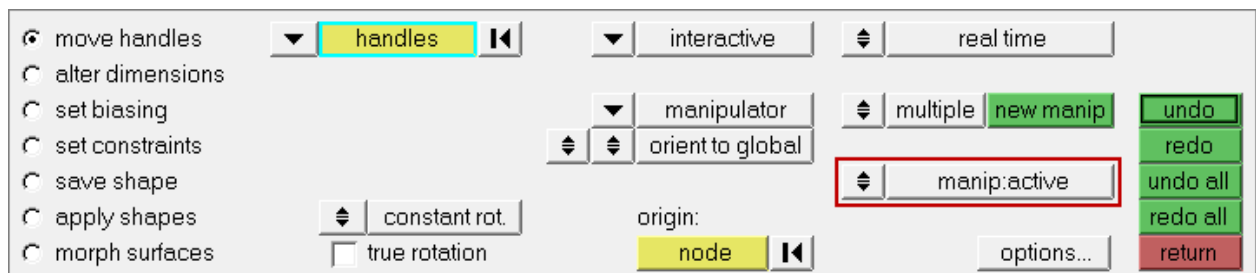 move handles handles interactive real time
alter dimensions
set biasing manipulator multiple new manip undo
set constraints orient to global redo
save shape manip:active undo all
apply shapes constant rot. origin: redo all
morph surfaces true rotation node options... return